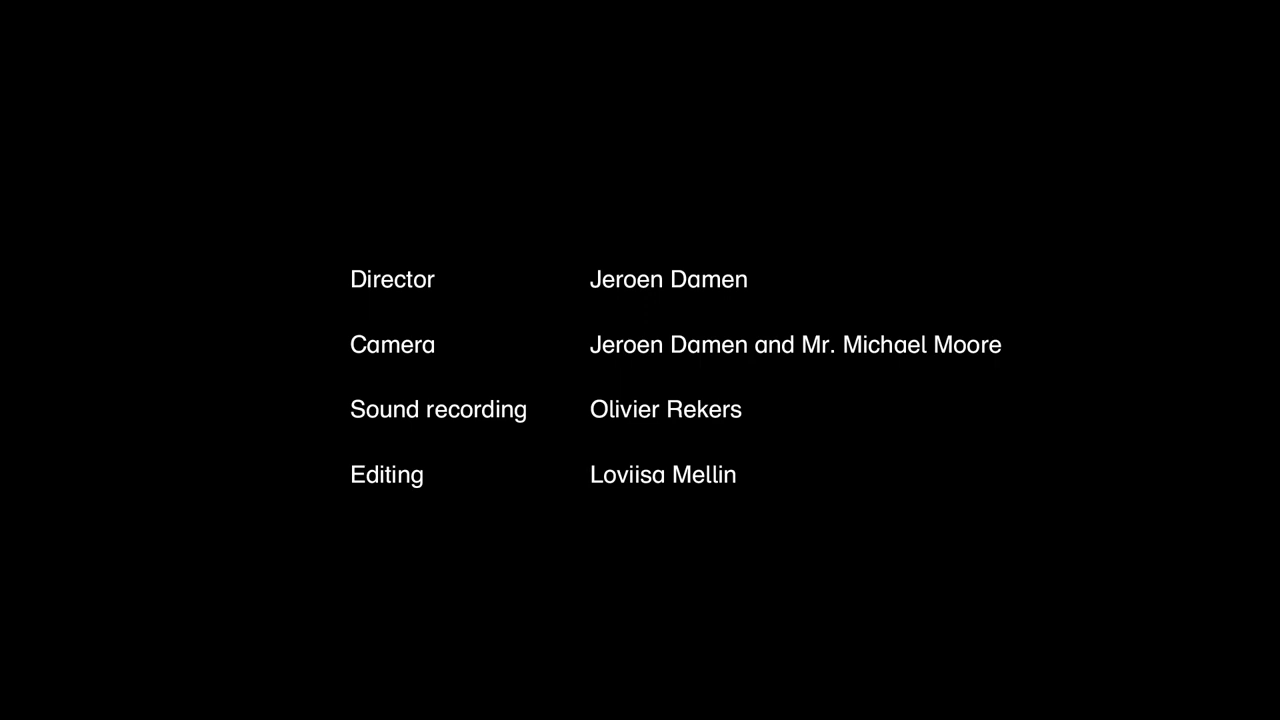 Director Jeroen Damen
Camera Jeroen Damen and Mr. Michael Moore
Sound recording Olivier Rekers
Editing Loviisa Mellin